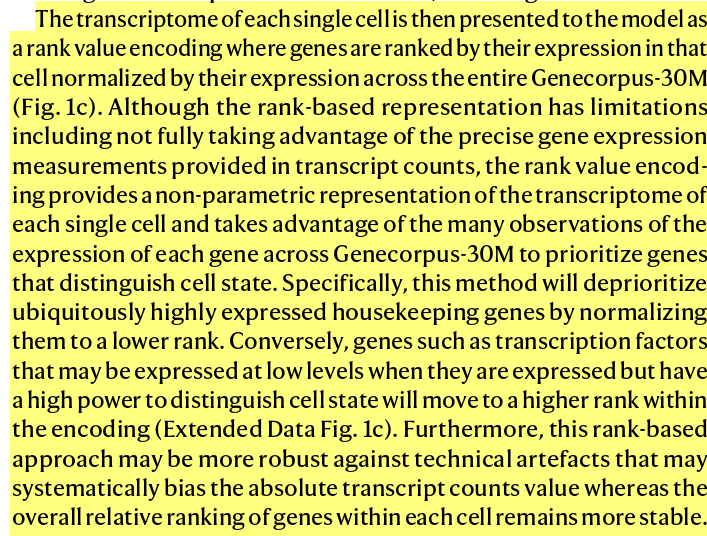 The transcriptome of each single cell is then presented to the model as
a rank value encoding where genes are ranked by their expression in that
cell normalized by their expression across the entire Genecorpus-30M
(Fig. 1c). Although the rank-based representation has limitations
including not fully taking advantage of the precise gene expression
measurements provided in transcript counts, the rank value encod-
ing provides a non-parametric representation of the transcriptome of
each single cell and takes advantage of the many observations of the
expression of each gene across Genecorpus-30M to prioritize genes
that distinguish cell state. Specifically, this method will deprioritize
ubiquitously highly expressed housekeeping genes by normalizing
them to a lower rank. Conversely, genes such as transcription factors
that may be expressed at low levels when they are expressed but have
a high power to distinguish cell state will move to a higher rank within
the encoding (Extended Data Fig. 1c). Furthermore, this rank-based
approach may be more robust against technical artefacts that may
systematically bias the absolute transcript counts value whereas the
overall relative ranking of genes within each cell remains more stable.